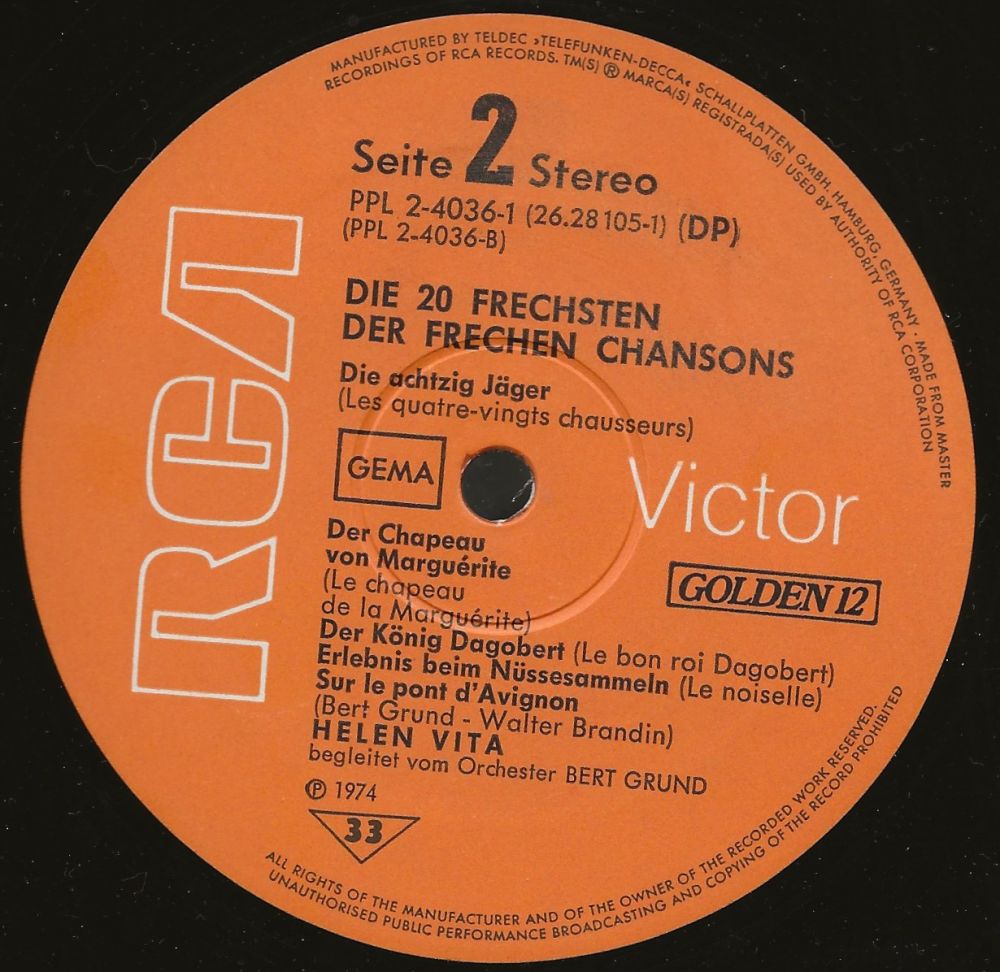 MANUFACTURED BY TELDEC ›TELEFUNKEN-DECCA‹ SCHALLPLATTEN GMBH. HAMBURG, GERMANY · MADE FROM MASTER
RECORDINGS OF RCA RECORDS. TM(S) ® MARCA(S) REGISTRADA(S) USED BY AUTHORITY OF RCA CORPORATION
Seite 2 Stereo
PPL 2-4036-1 (26.28105-1) (DP)
(PPL 2-4036-B)
RCA
DIE 20 FRECHSTEN
DER FRECHEN CHANSONS
Die achtzig Jäger
(Les quatre-vingts chausseurs)
GEMA
Victor
Der Chapeau
von Marguérite
(Le chapeau
de la Marguérite)
GOLDEN 12
Der König Dagobert (Le bon roi Dagobert)
Erlebnis beim Nüssesammeln (Le noiselle)
Sur le pont d'Avignon
(Bert Grund - Walter Brandin)
HELEN VITA
begleitet vom Orchester BERT GRUND
℗ 1974
33
ALL RIGHTS OF THE MANUFACTURER AND OF THE OWNER OF THE RECORDED WORK RESERVED.
UNAUTHORISED PUBLIC PERFORMANCE BROADCASTING AND COPYING OF THE RECORD PROHIBITED